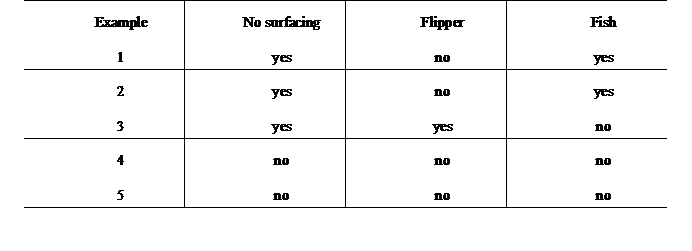 Example No surfacing Flipper Fish
1 yes no yes
2 yes no yes
3 yes yes no
4 no no no
5 no no no